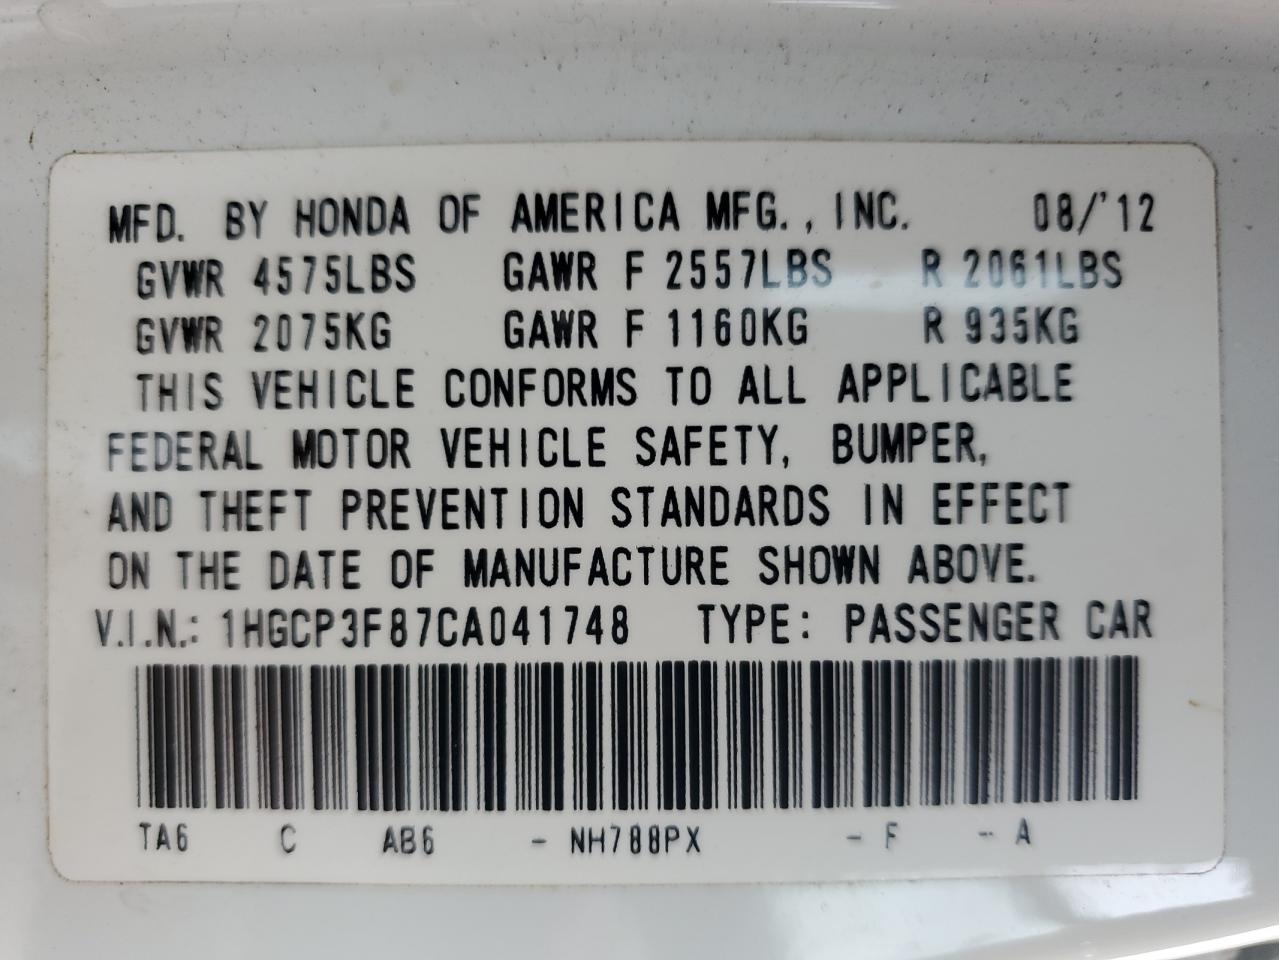 MFD. BY HONDA OF AMERICA MFG., INC. 08/'12
GVWR 4575LBS GAWR F 2557LBS R 2061LBS
GVWR 2075KG GAWR F 1160KG R 935KG
THIS VEHICLE CONFORMS TO ALL APPLICABLE
FEDERAL MOTOR VEHICLE SAFETY, BUMPER,
AND THEFT PREVENTION STANDARDS IN EFFECT
ON THE DATE OF MANUFACTURE SHOWN ABOVE.
V.I.N.: 1HGCP3F87CA041748 TYPE: PASSENGER CAR
TA6 C AB6 - NH788PX - F - A